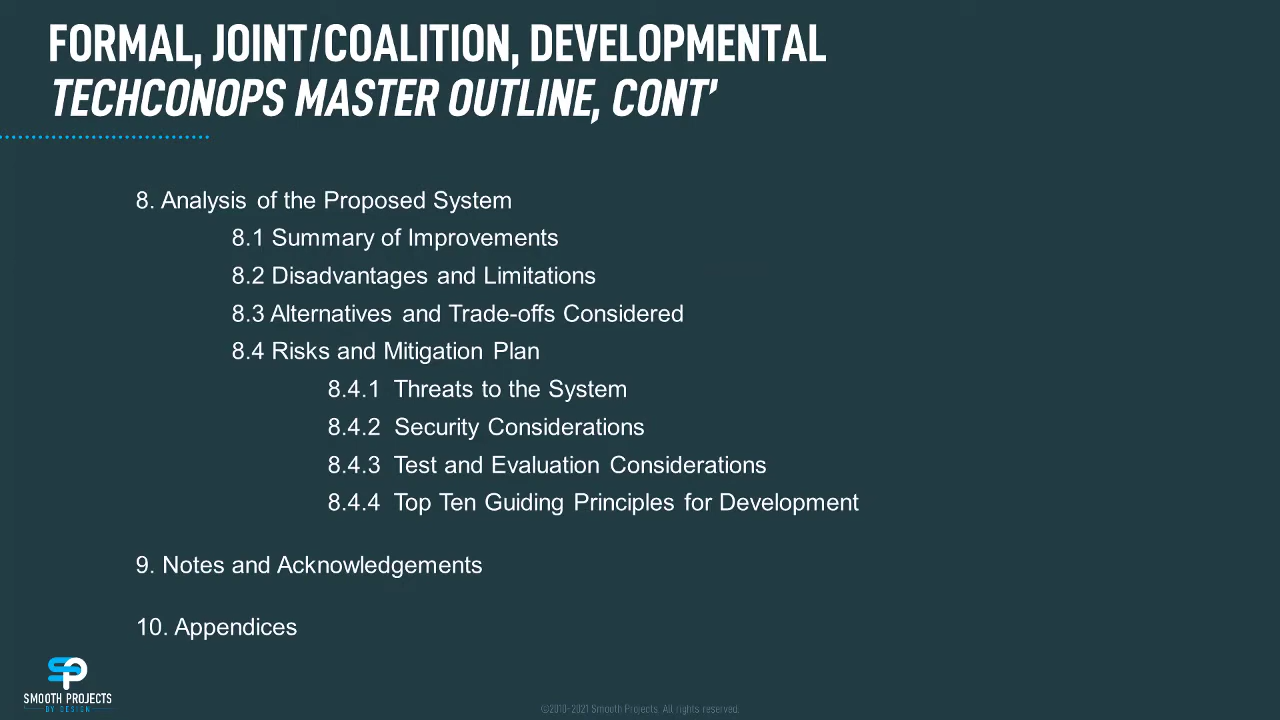 FORMAL, JOINT/COALITION, DEVELOPMENTAL
TECHCONOPS MASTER OUTLINE, CONT'
8. Analysis of the Proposed System
8.1 Summary of Improvements
8.2 Disadvantages and Limitations
8.3 Alternatives and Trade-offs Considered
8.4 Risks and Mitigation Plan
8.4.1 Threats to the System
8.4.2 Security Considerations
8.4.3 Test and Evaluation Considerations
8.4.4 Top Ten Guiding Principles for Development
9. Notes and Acknowledgements
10. Appendices
SP
SMOOTH PROJECTS
BY DESIGN
©2010-2021 Smooth Projects. All rights reserved.